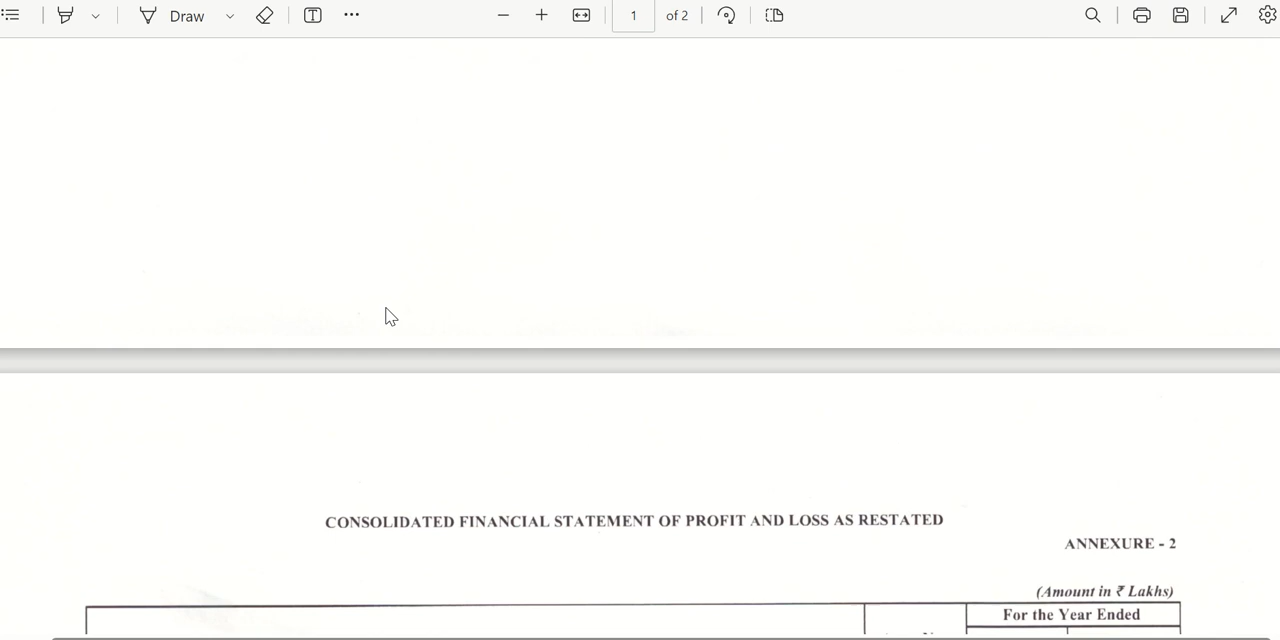 Draw
1 of 2
CONSOLIDATED FINANCIAL STATEMENT OF PROFIT AND LOSS AS RESTATED
ANNEXURE - 2
(Amount in ₹ Lakhs)
For the Year Ended